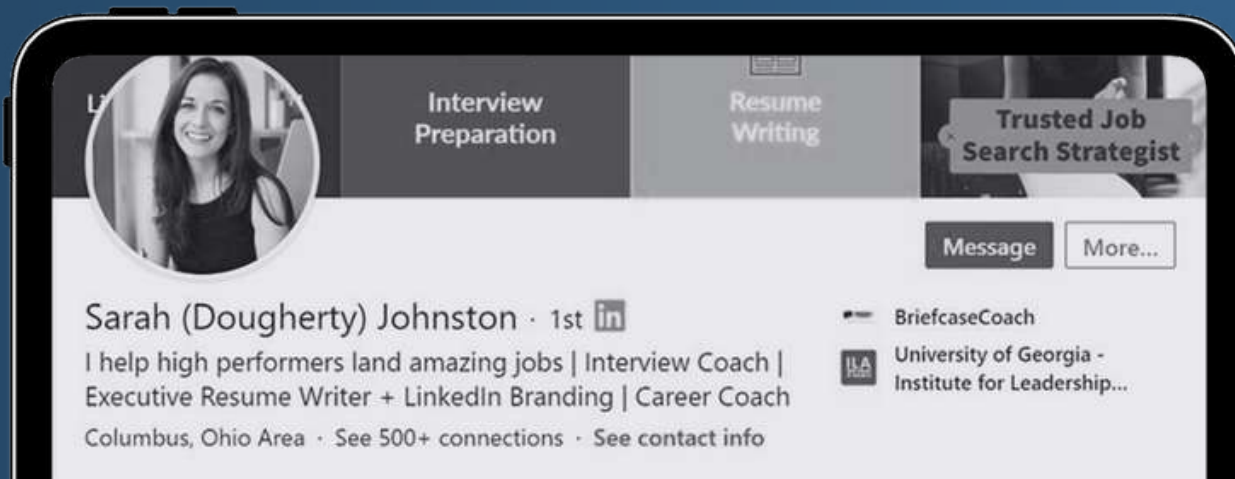 Interview
Preparation
Resume
Writing
Trusted Job
Search Strategist
Message
More...
Sarah (Dougherty) Johnston · 1st in
I help high performers land amazing jobs | Interview Coach |
Executive Resume Writer + LinkedIn Branding | Career Coach
Columbus, Ohio Area · See 500+ connections · See contact info
BriefcaseCoach
University of Georgia -
Institute for Leadership...